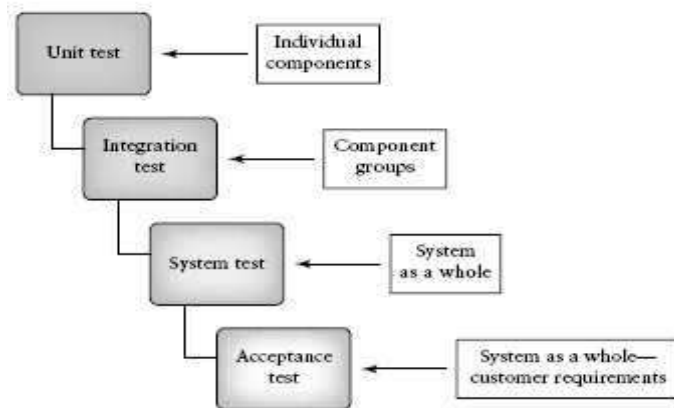 Unit test
Individual
components
Integration
test
Component
groups
System test
System
as a whole
Acceptance
test
System as a whole—
customer requirements